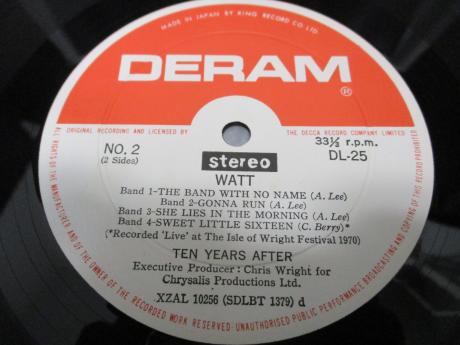 MADE IN JAPAN BY KING RECORD CO. LTD.
DERAM ®
ORIGINAL RECORDING AND LICENSED BY THE DECCA RECORD COMPANY LIMITED
NO. 2
(2 Sides)
33⅓ r.p.m.
DL-25
stereo
WATT
Band 1-THE BAND WITH NO NAME (A. Lee)
Band 2-GONNA RUN (A. Lee)
Band 3-SHE LIES IN THE MORNING (A. Lee)
Band 4-SWEET LITTLE SIXTEEN (C. Berry)*
(*Recorded 'Live' at The Isle of Wright Festival 1970)
TEN YEARS AFTER
Executive Producer: Chris Wright for
Chrysalis Productions Ltd.
XZAL 10256 (SDLBT 1379) d
ALL RIGHTS OF THE MANUFACTURER AND OF THE OWNER OF THE RECORDED WORK RESERVED-UNAUTHORISED PUBLIC PERFORMANCE BROADCASTING AND COPYING OF THIS RECORD PROHIBITED